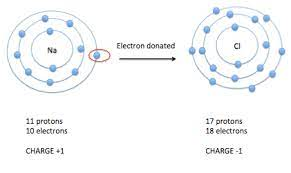 Na
Electron donated
Cl
11 protons
10 electrons
CHARGE +1
17 protons
18 electrons
CHARGE -1